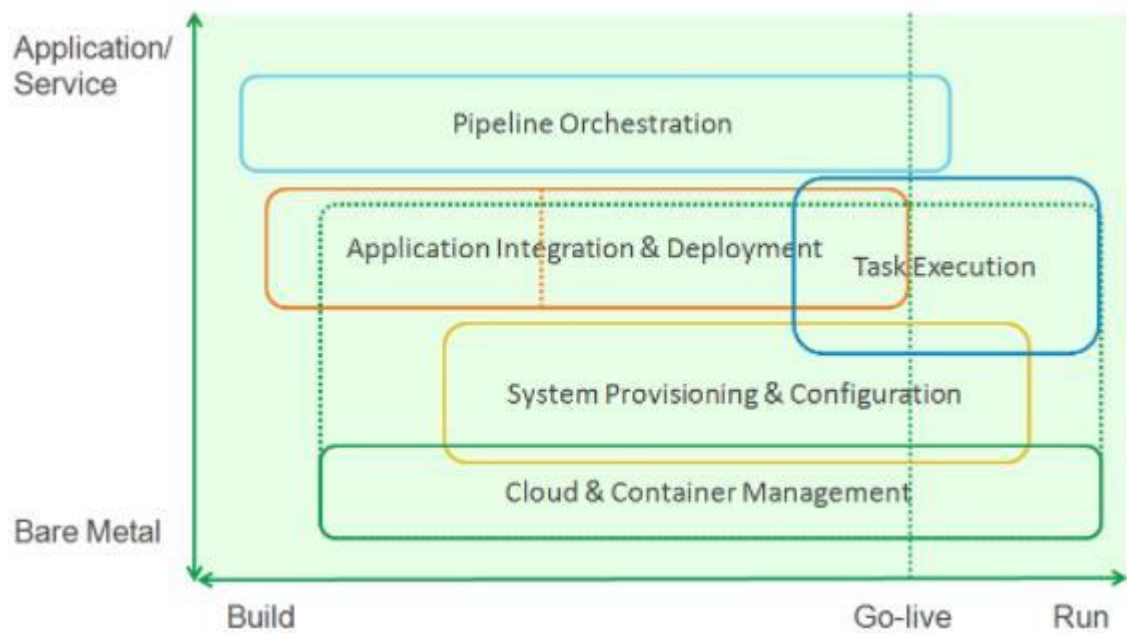 Application/
Service
Pipeline Orchestration
Application Integration & Deployment
Task Execution
System Provisioning & Configuration
Cloud & Container Management
Bare Metal
Build
Go-live
Run